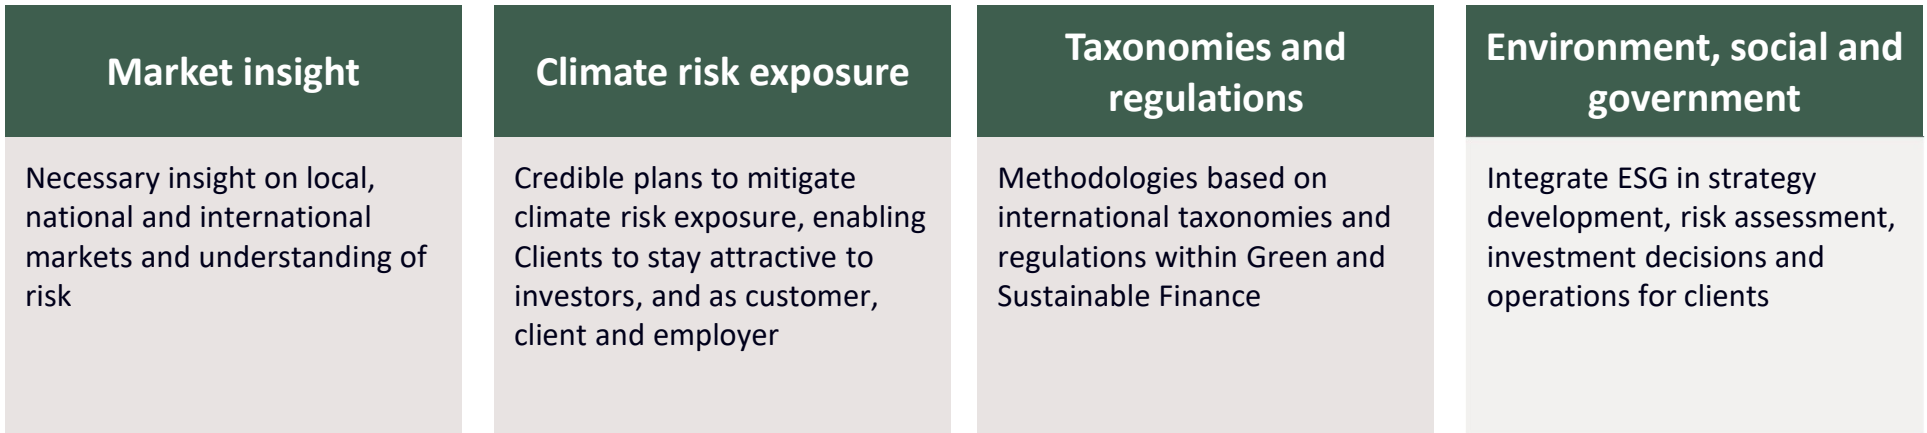 Market insight
Necessary insight on local,
national and international
markets and understanding of
risk
Climate risk exposure
Credible plans to mitigate
climate risk exposure, enabling
Clients to stay attractive to
investors, and as customer,
client and employer
Taxonomies and
regulations
Methodologies based on
international taxonomies and
regulations within Green and
Sustainable Finance
Environment, social and
government
Integrate ESG in strategy
development, risk assessment,
investment decisions and
operations for clients